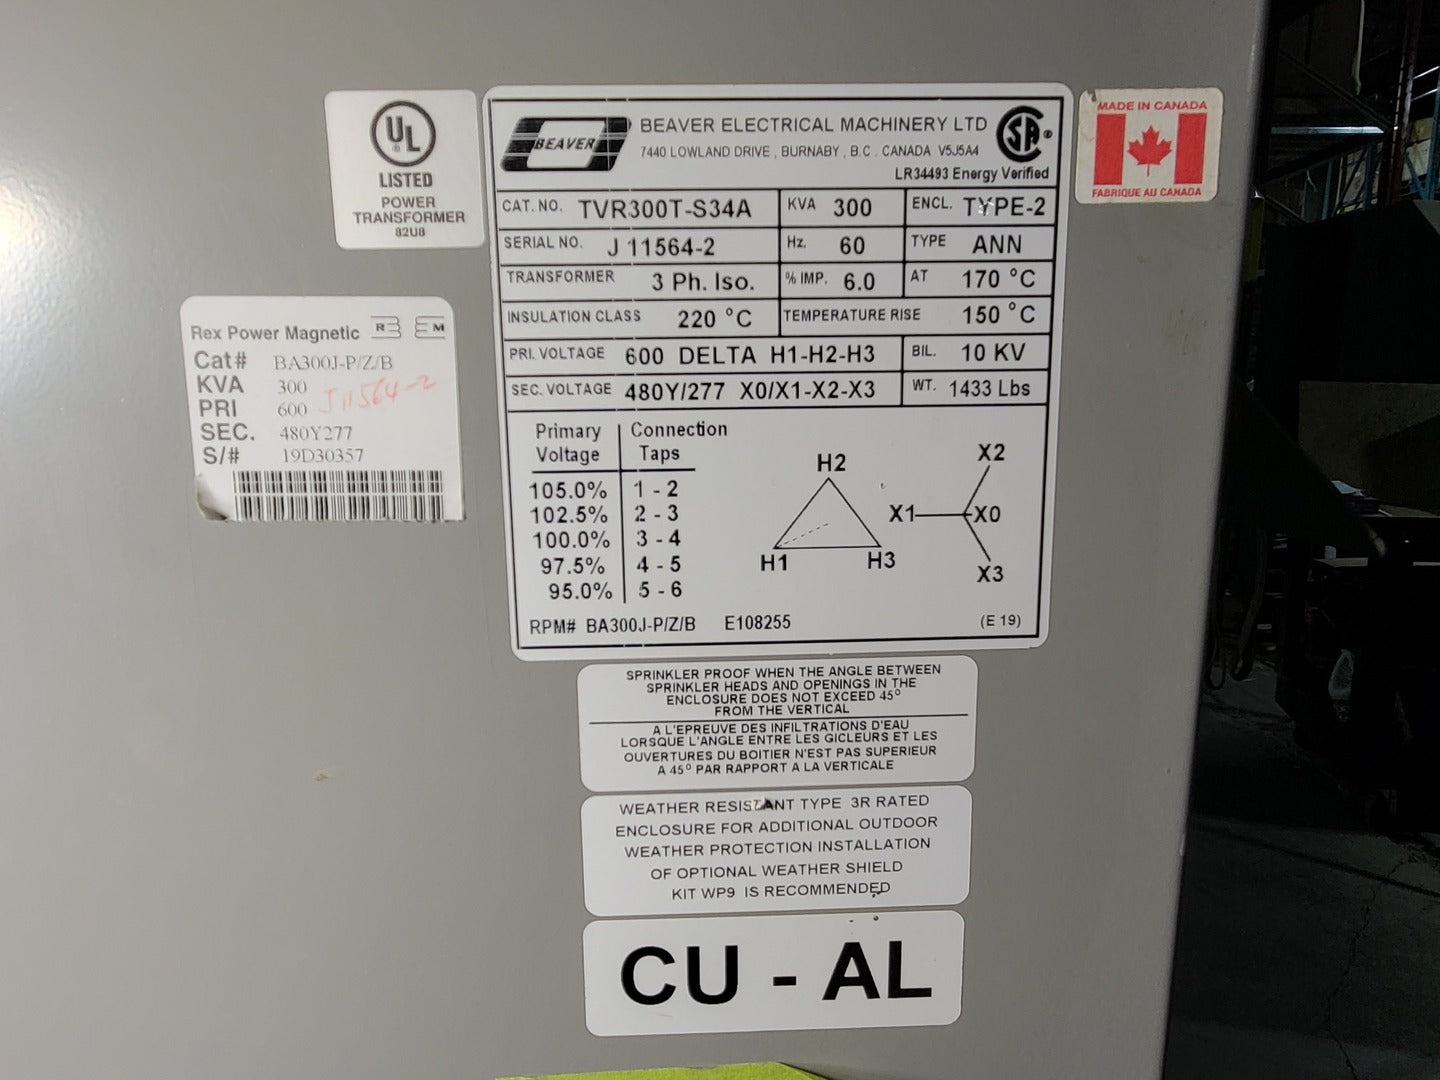 UL
LISTED
POWER
TRANSFORMER
82U8
BEAVER
BEAVER ELECTRICAL MACHINERY LTD
7440 LOWLAND DRIVE , BURNABY , B.C . CANADA V5J5A4
LR34493 Energy Verified
CAT. NO. TVR300T-S34A KVA 300 ENCL. TYPE-2
SERIAL NO. J 11564-2 Hz. 60 TYPE ANN
TRANSFORMER 3 Ph. Iso. % IMP. 6.0 AT 170 °C
INSULATION CLASS 220 °C TEMPERATURE RISE 150 °C
PRI. VOLTAGE 600 DELTA H1-H2-H3 BIL. 10 KV
SEC. VOLTAGE 480Y/277 X0/X1-X2-X3 WT. 1433 Lbs
Primary Connection
Voltage Taps
105.0% 1 - 2
102.5% 2 - 3
100.0% 3 - 4
97.5% 4 - 5
95.0% 5 - 6
H2
H1 H3
X2
X1 X0
X3
RPM# BA300J-P/Z/B E108255 (E 19)
MADE IN CANADA
FABRIQUE AU CANADA
Rex Power Magnetic
Cat# BA300J-P/Z/B
KVA 300
PRI 600 J11564-2
SEC. 480Y277
S/# 19D30357
SPRINKLER PROOF WHEN THE ANGLE BETWEEN
SPRINKLER HEADS AND OPENINGS IN THE
ENCLOSURE DOES NOT EXCEED 45°
FROM THE VERTICAL
A L'EPREUVE DES INFILTRATIONS D'EAU
LORSQUE L'ANGLE ENTRE LES GICLEURS ET LES
OUVERTURES DU BOITIER N'EST PAS SUPERIEUR
A 45° PAR RAPPORT A LA VERTICALE
WEATHER RESISTANT TYPE 3R RATED
ENCLOSURE FOR ADDITIONAL OUTDOOR
WEATHER PROTECTION INSTALLATION
OF OPTIONAL WEATHER SHIELD
KIT WP9 IS RECOMMENDED
CU - AL